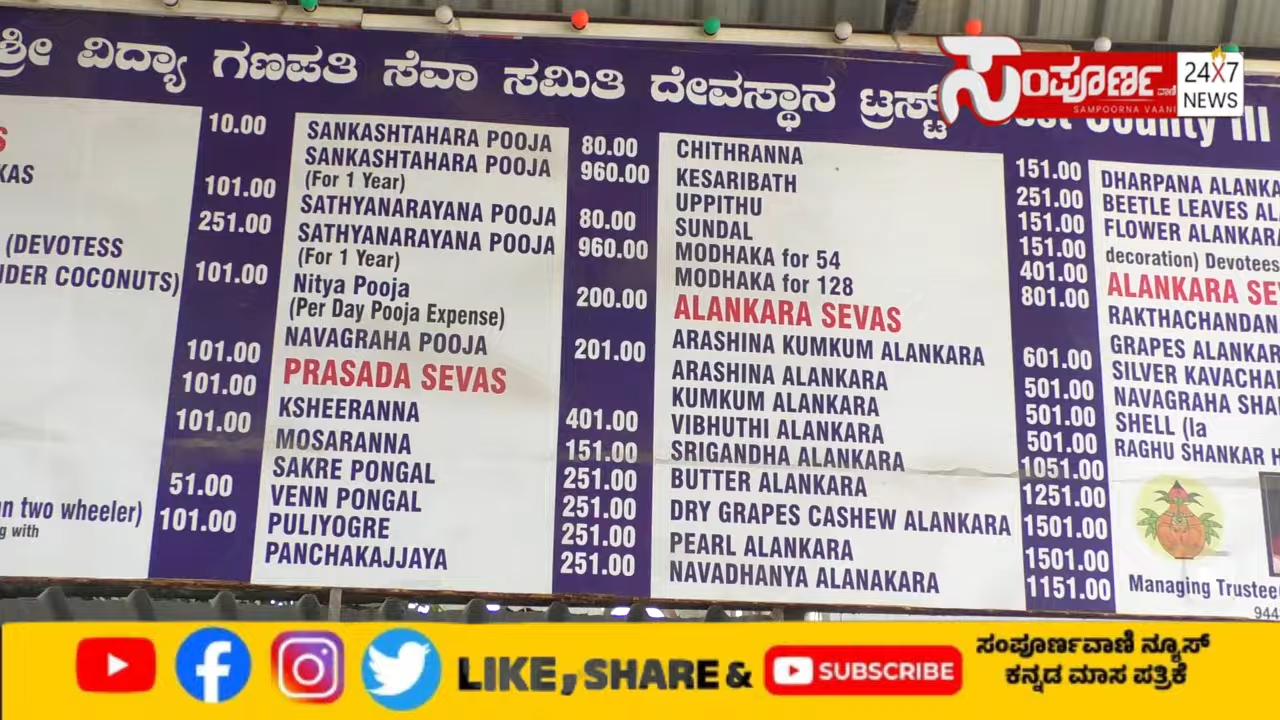 ಶ್ರೀ ವಿದ್ಯಾ ಗಣಪತಿ ಸೇವಾ ಸಮಿತಿ ದೇವಸ್ಥಾನ ಟ್ರಸ್ಟ್ County III
ಸಂಪೂರ್ಣ ವಾಣಿ
SAMPOORNA VAANI
24X7
NEWS
10.00
101.00
251.00
(DEVOTESS
COCONUTS) 101.00
101.00
101.00
101.00
51.00
two wheeler) 101.00
with
SANKASHTAHARA POOJA 80.00
SANKASHTAHARA POOJA 960.00
(For 1 Year)
SATHYANARAYANA POOJA 80.00
SATHYANARAYANA POOJA 960.00
(For 1 Year)
Nitya Pooja 200.00
(Per Day Pooja Expense)
NAVAGRAHA POOJA 201.00
PRASADA SEVAS
KSHEERANNA 401.00
MOSARANNA 151.00
SAKRE PONGAL 251.00
VENN PONGAL 251.00
PULIYOGRE 251.00
PANCHAKAJJAYA 251.00
CHITHRANNA 151.00
KESARIBATH 251.00
UPPITHU 151.00
SUNDAL 151.00
MODHAKA for 54 401.00
MODHAKA for 128 801.00
ALANKARA SEVAS
ARASHINA KUMKUM ALANKARA 601.00
ARASHINA ALANKARA 501.00
KUMKUM ALANKARA 501.00
VIBHUTHI ALANKARA 501.00
SRIGANDHA ALANKARA 1051.00
BUTTER ALANKARA 1251.00
DRY GRAPES CASHEW ALANKARA 1501.00
PEARL ALANKARA 1501.00
NAVADHANYA ALANAKARA 1151.00
DHARPANA
BEETLE LEAVES
FLOWER ALANKARA
decoration) Devotees
ALANKARA
RAKTHACHANDAN
GRAPES
SILVER
NAVAGRAHA
SHELL (la
RAGHU SHANKAR
Managing Trustee
944
LIKE, SHARE &
SUBSCRIBE
ಸಂಪೂರ್ಣವಾಣಿ ನ್ಯೂಸ್
ಕನ್ನಡ ಮಾಸ ಪತ್ರಿಕೆ